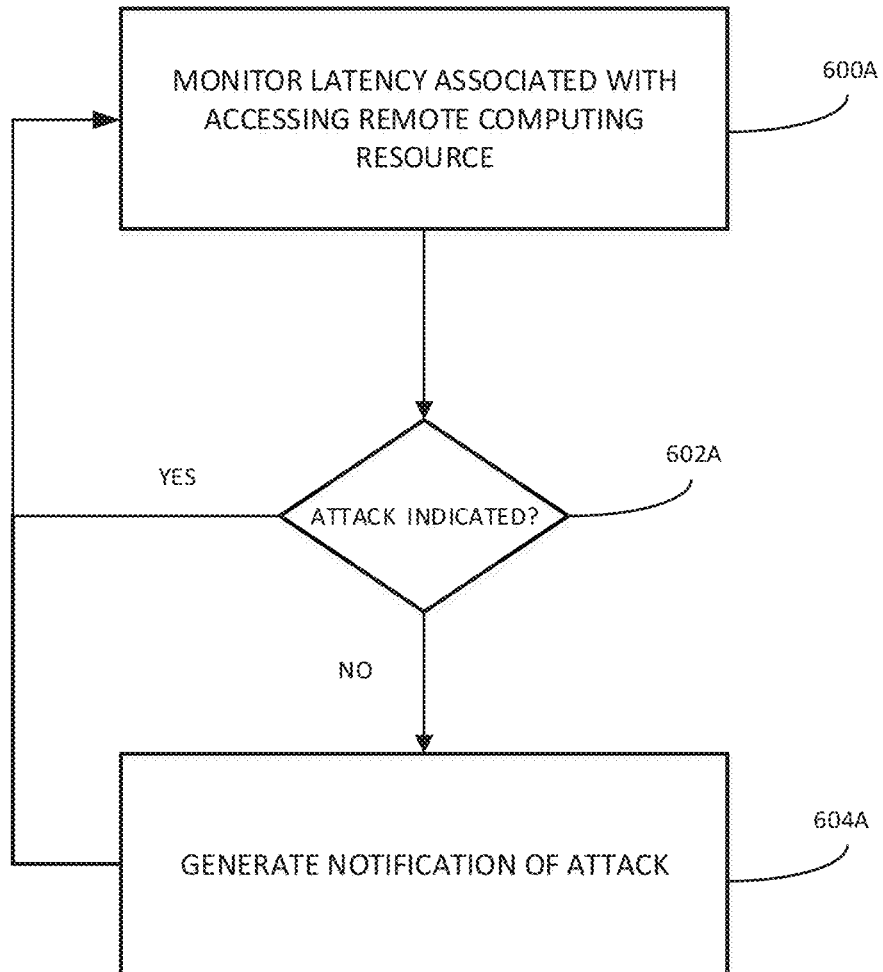 MONITOR LATENCY ASSOCIATED WITH
ACCESSING REMOTE COMPUTING
RESOURCE
600A
ATTACK INDICATED?
602A
YES
NO
GENERATE NOTIFICATION OF ATTACK
604A